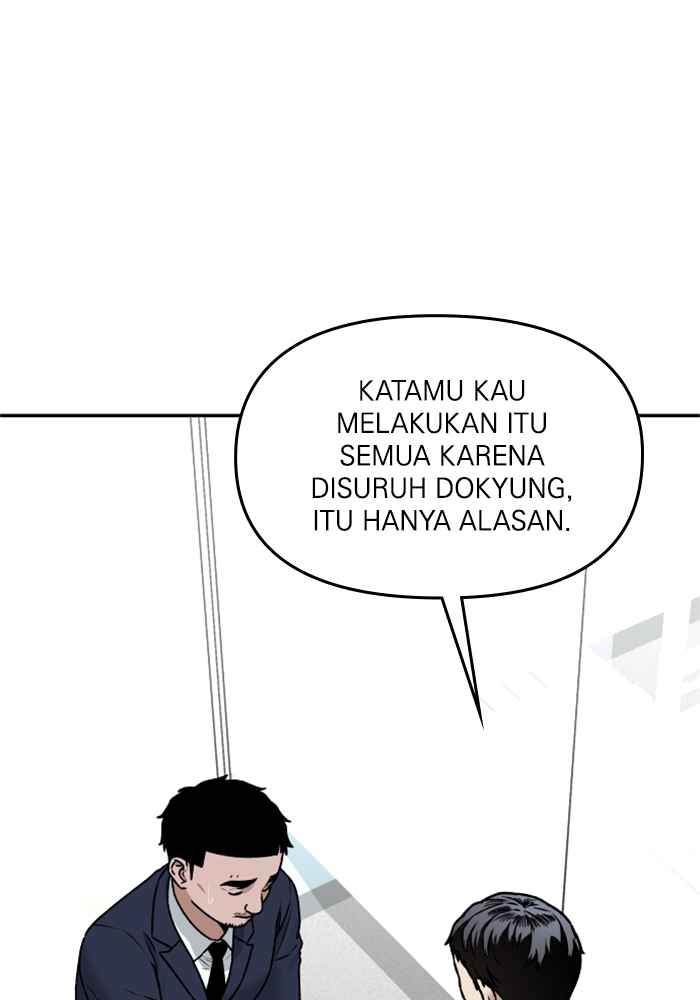 KATAMU KAU
MELAKUKAN ITU
SEMUA KARENA
DISURUH DOKYUNG,
ITU HANYA ALASAN.